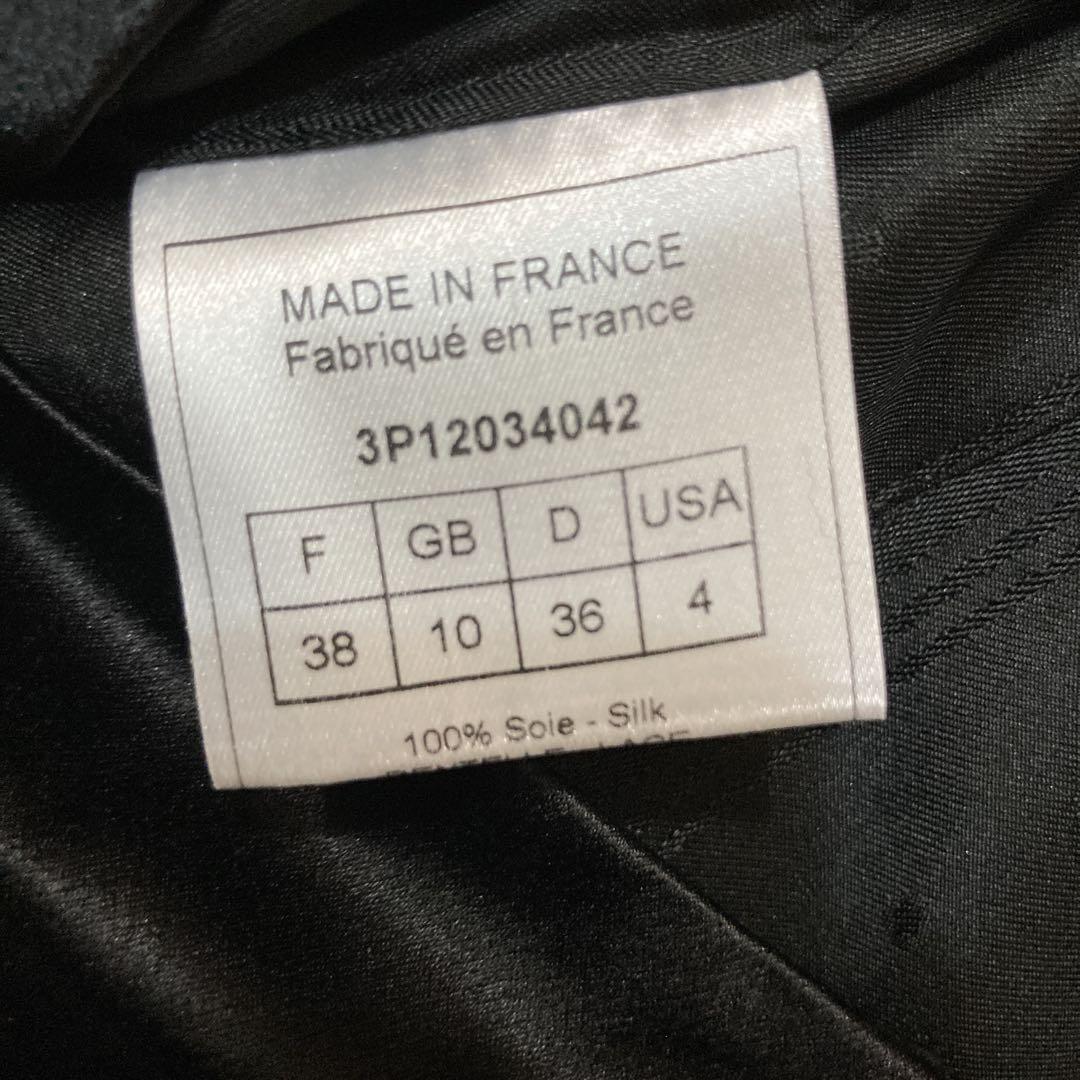 MADE IN FRANCE
Fabriqué en France
3P12034042
F GB D USA
38 10 36 4
100% Soie - Silk